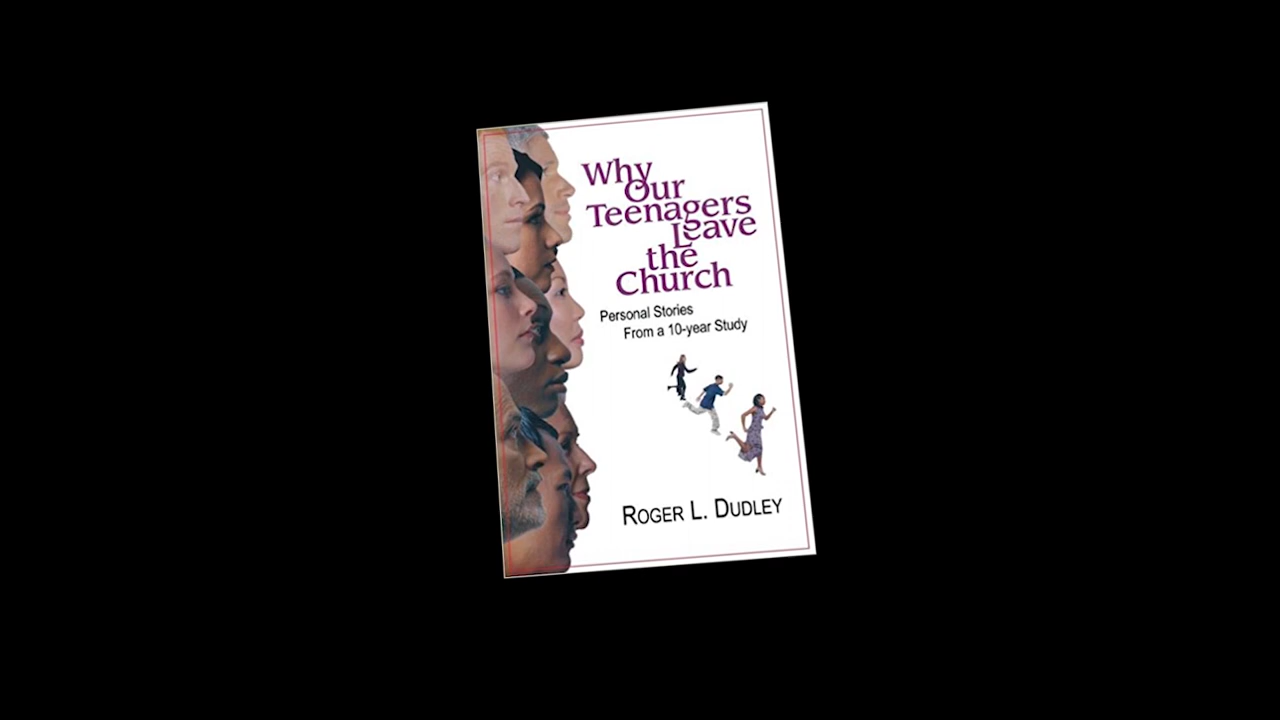 Why
Our
Teenagers
Leave
the
Church
Personal Stories
From a 10-year Study
ROGER L. DUDLEY